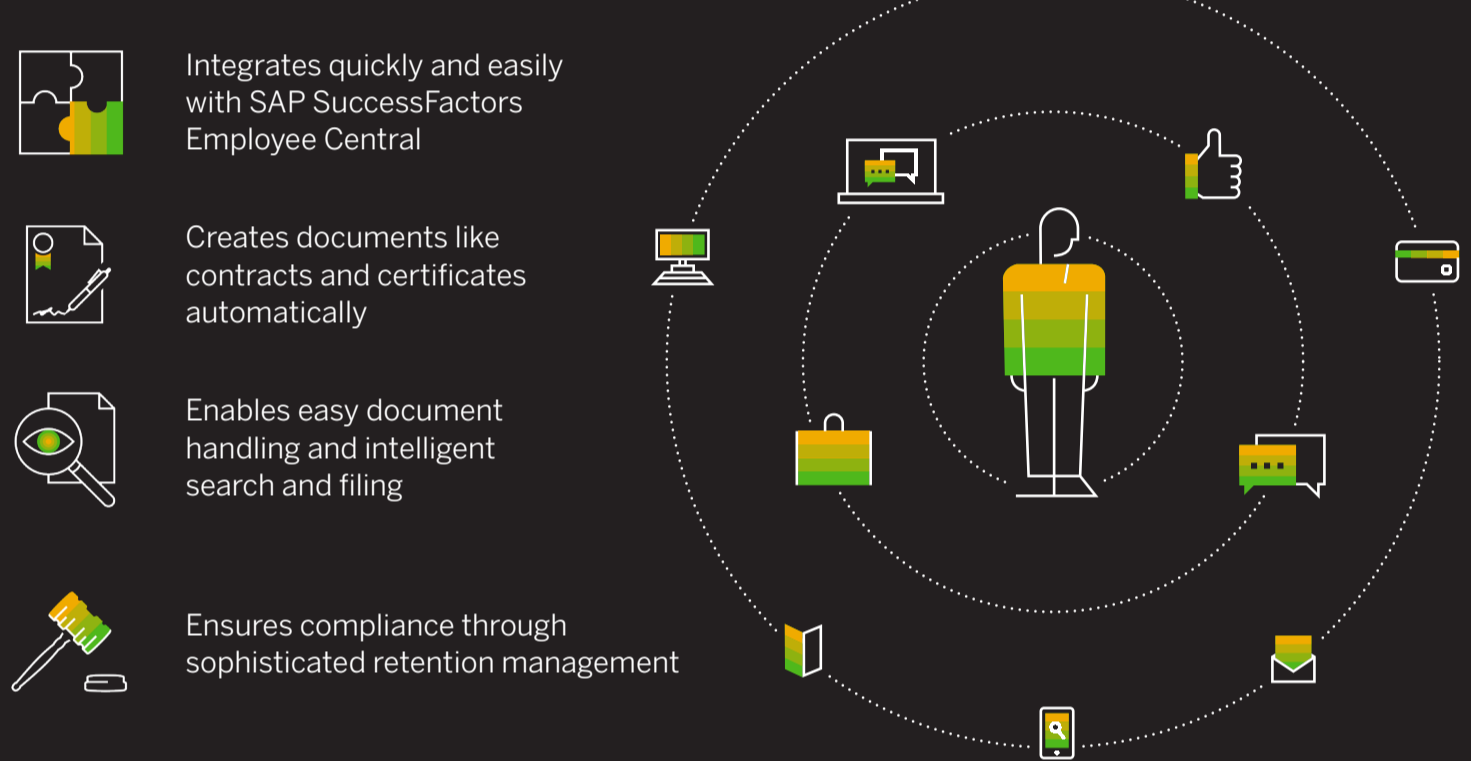 Integrates quickly and easily
with SAP SuccessFactors
Employee Central
Creates documents like
contracts and certificates
automatically
Enables easy document
handling and intelligent
search and filing
Ensures compliance through
sophisticated retention management